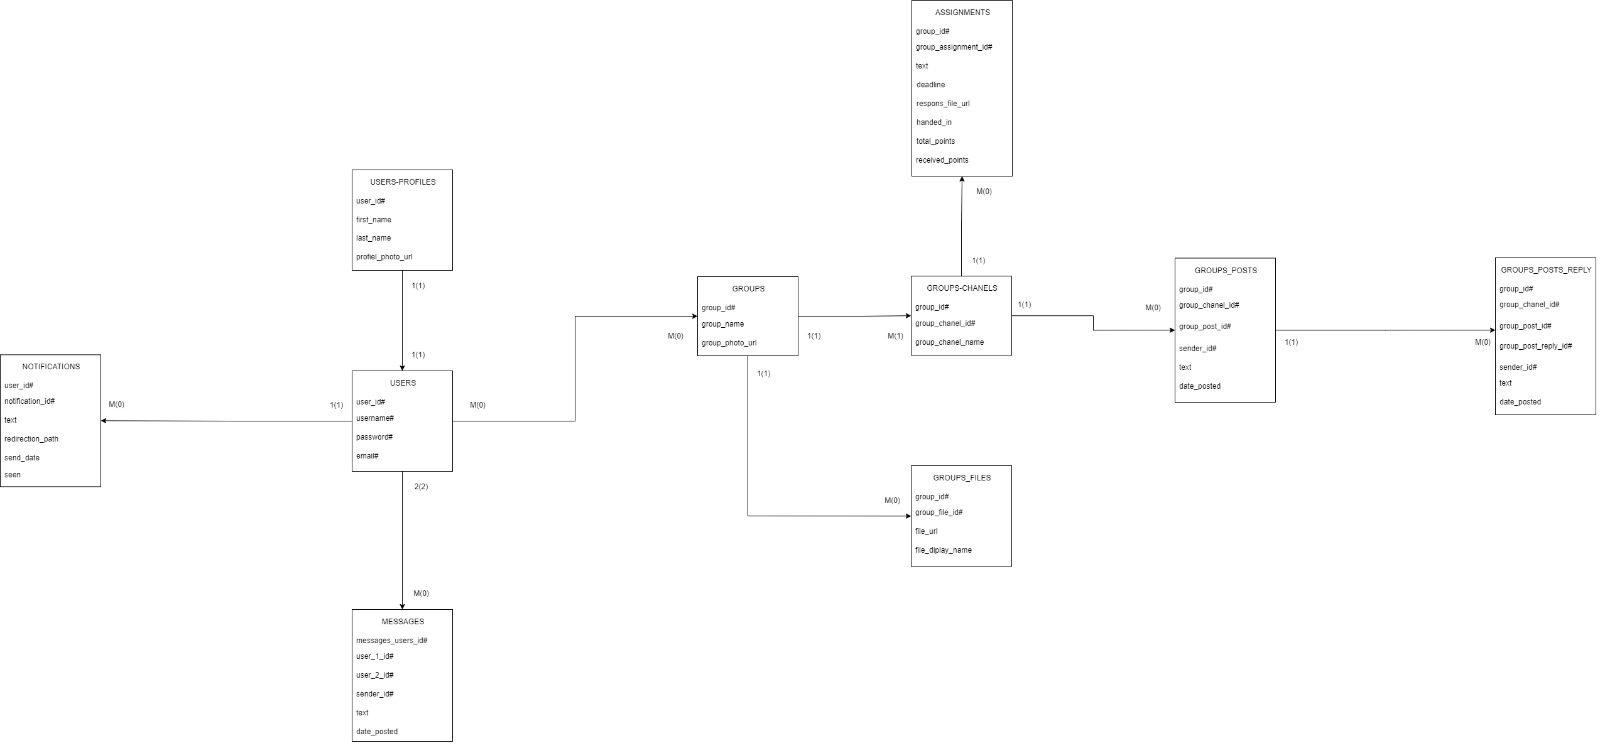 ASSIGNMENTS
group_id#
group_assignment_id#
text
deadline
respons_file_url
handed_in
total_points
received_points
M(0)
1(1)
USERS-PROFILES
user_id#
first_name
last_name
profiel_photo_url
1(1)
1(1)
USERS
user_id#
username#
password#
email#
1(1)
M(0)
NOTIFICATIONS
user_id#
notification_id#
text
redirection_path
send_date
seen
2(2)
M(0)
MESSAGES
messages_users_id#
user_1_id#
user_2_id#
sender_id#
text
date_posted
M(0)
M(0)
GROUPS
group_id#
group_name
group_photo_url
1(1)
M(1)
GROUPS-CHANELS
group_id#
group_chanel_id#
group_chanel_name
1(1)
M(0)
GROUPS_FILES
group_id#
group_file_id#
file_url
file_diplay_name
1(1)
M(0)
GROUPS_POSTS
group_id#
group_chanel_id#
group_post_id#
sender_id#
text
date_posted
1(1)
M(0)
GROUPS_POSTS_REPLY
group_id#
group_chanel_id#
group_post_id#
group_post_reply_id#
sender_id#
text
date_posted